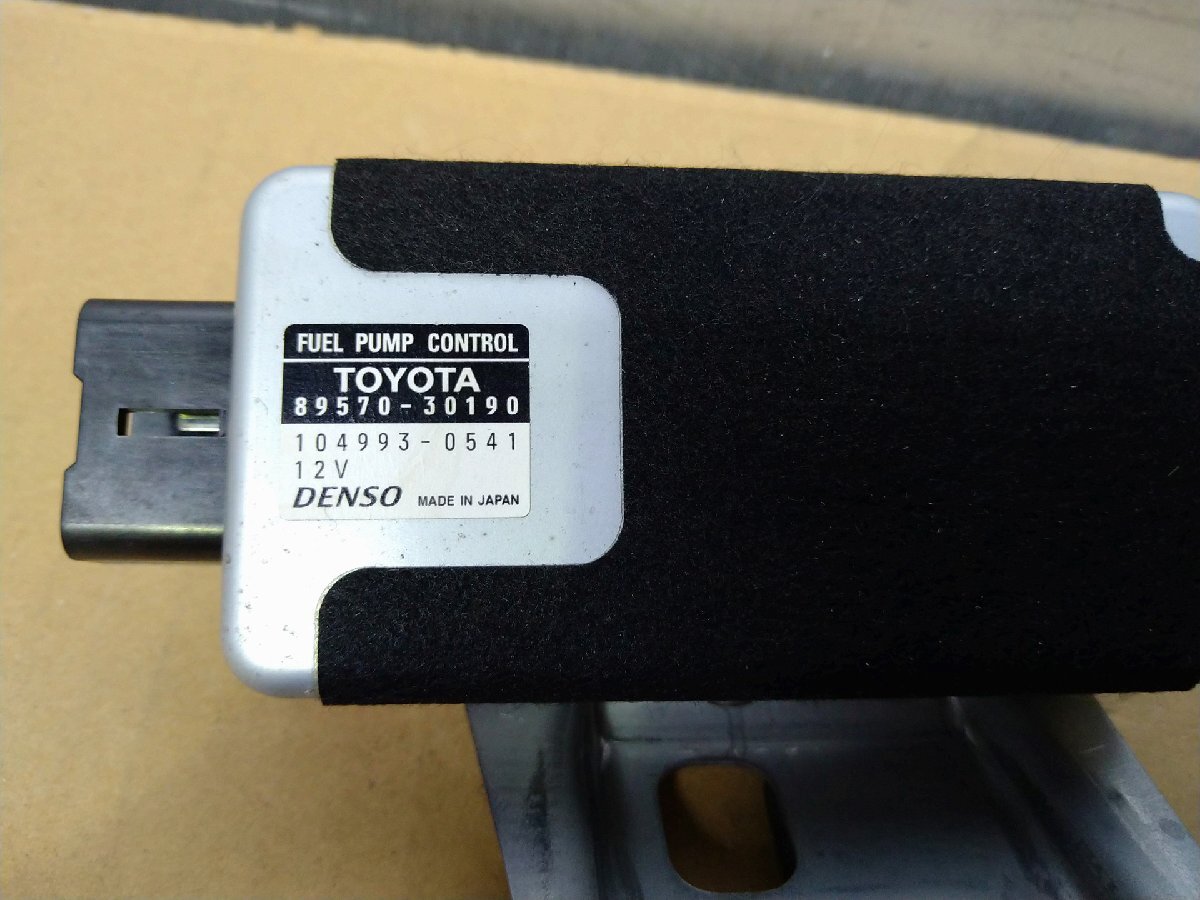 FUEL PUMP CONTROL
TOYOTA
89570-30190
104993-0541
12V
DENSO MADE IN JAPAN